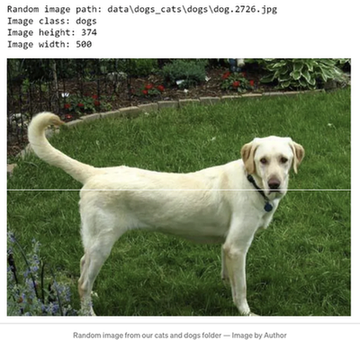 Random image path: data\dogs_cats\dogs\dog.2726.jpg
Image class: dogs
Image height: 374
Image width: 500
Random image from our cats and dogs folder — Image by Author